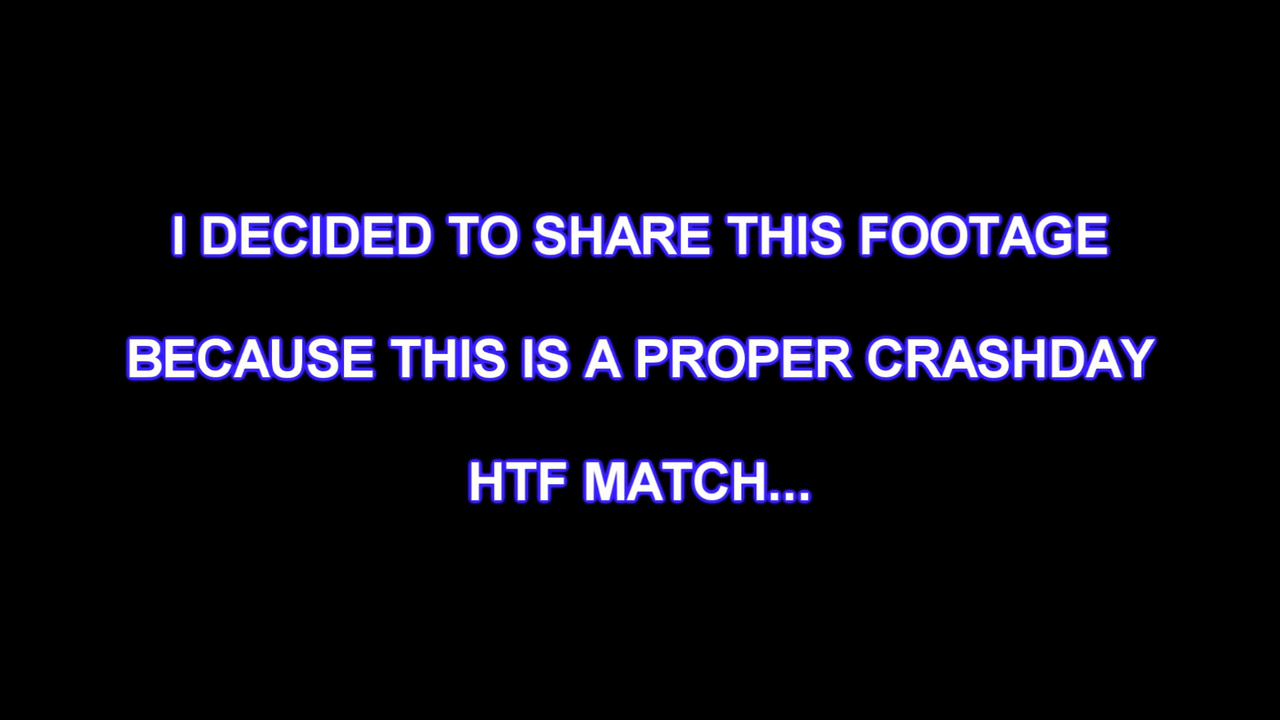 I DECIDED TO SHARE THIS FOOTAGE
BECAUSE THIS IS A PROPER CRASHDAY
HTF MATCH...